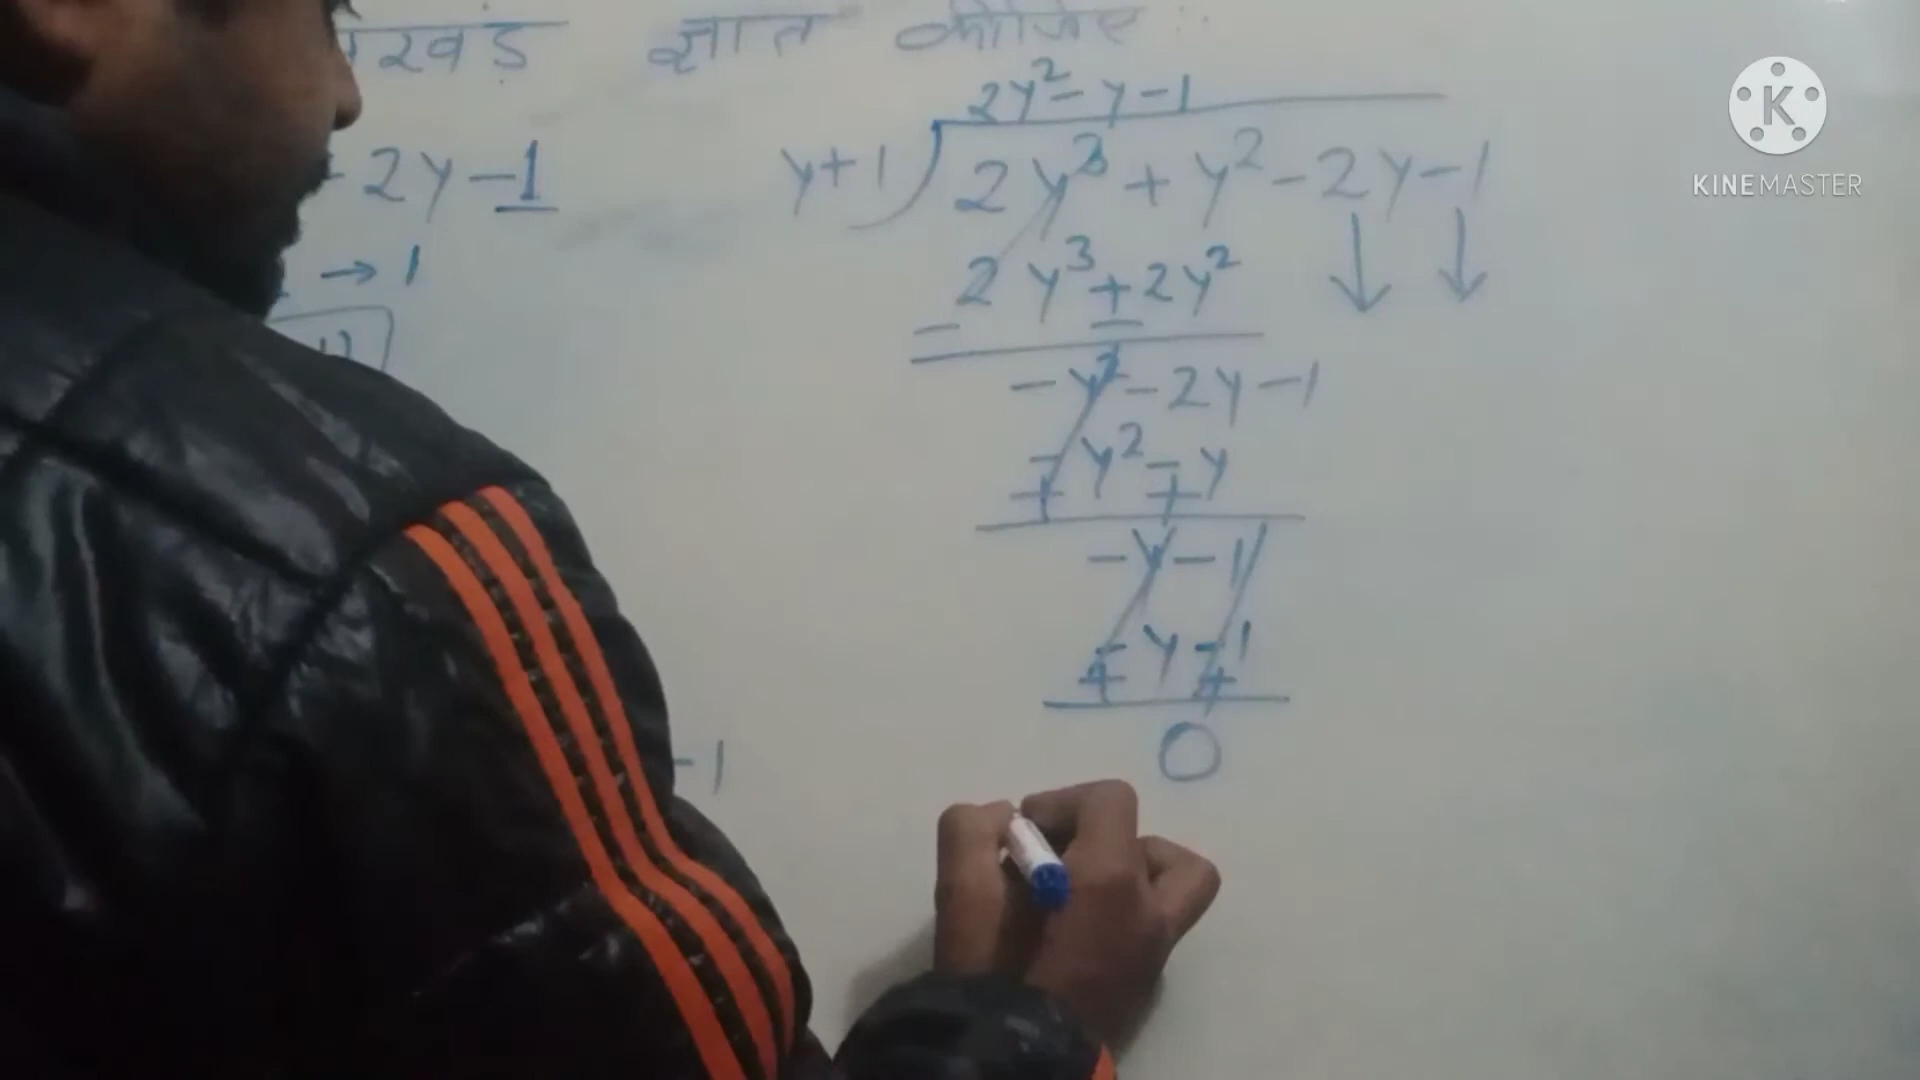 ज्ञात कीजिए :
2y² - y - 1
- 2y - 1
y+1 ) 2y³ + y² - 2y - 1
→ 1
2y³ + 2y²
- -
- y² - 2y - 1
- y² - y
+ +
- y - 1
- y - 1
+ +
0
-1
K
KINEMASTER